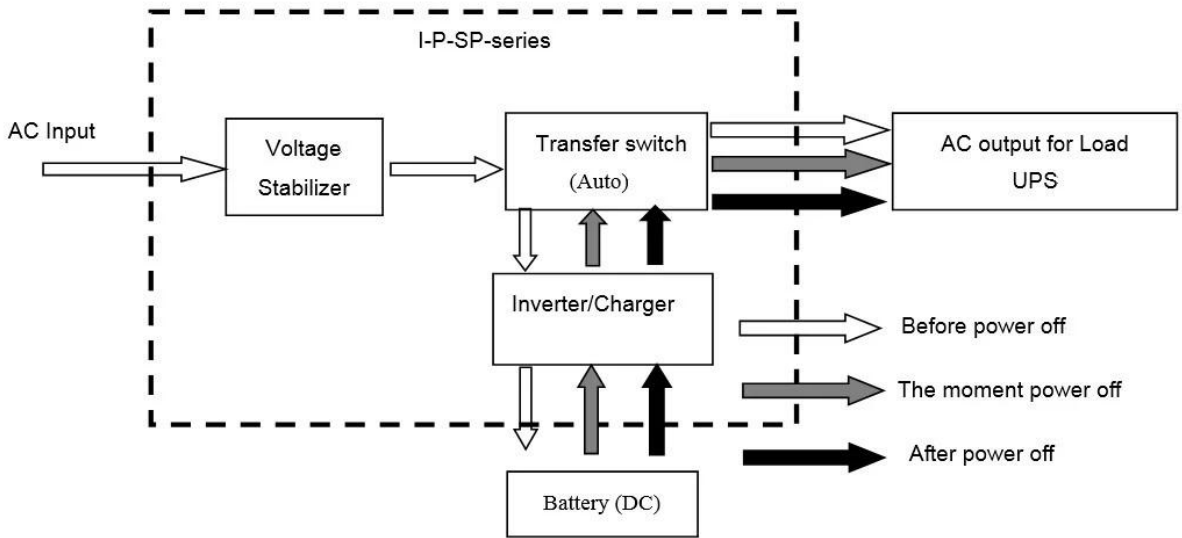 I-P-SP-series
AC Input
Voltage
Stabilizer
Transfer switch
(Auto)
AC output for Load
UPS
Inverter/Charger
Before power off
The moment power off
After power off
Battery (DC)